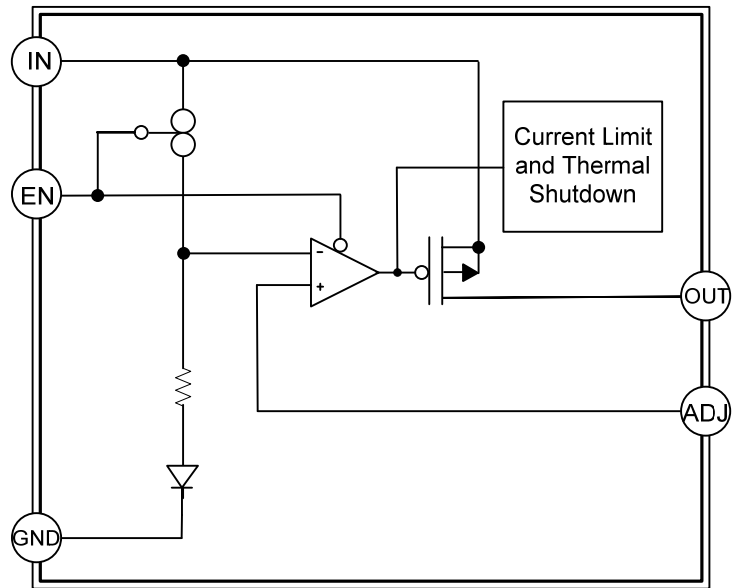 IN
EN
Current Limit
and Thermal
Shutdown
-
+
OUT
ADJ
GND